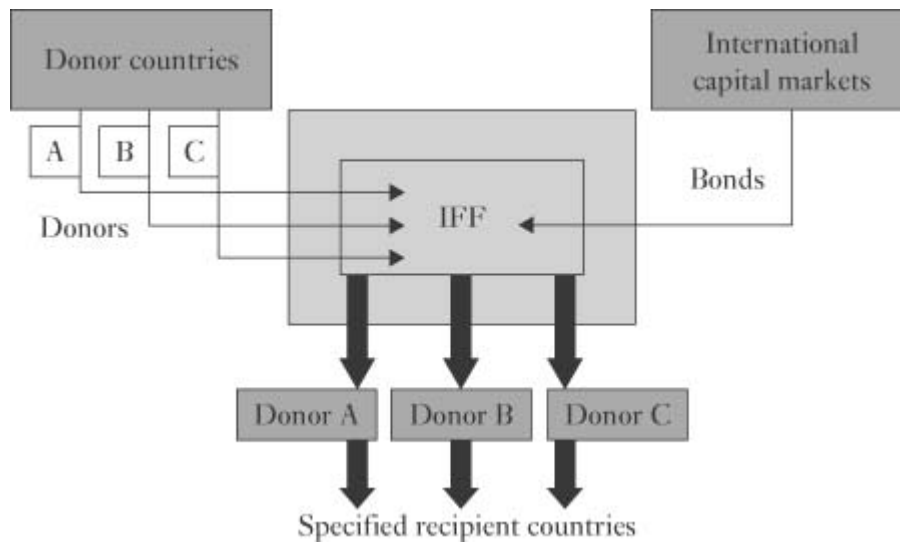 Donor countries
International
capital markets
A
B
C
Bonds
Donors
IFF
Donor A
Donor B
Donor C
Specified recipient countries